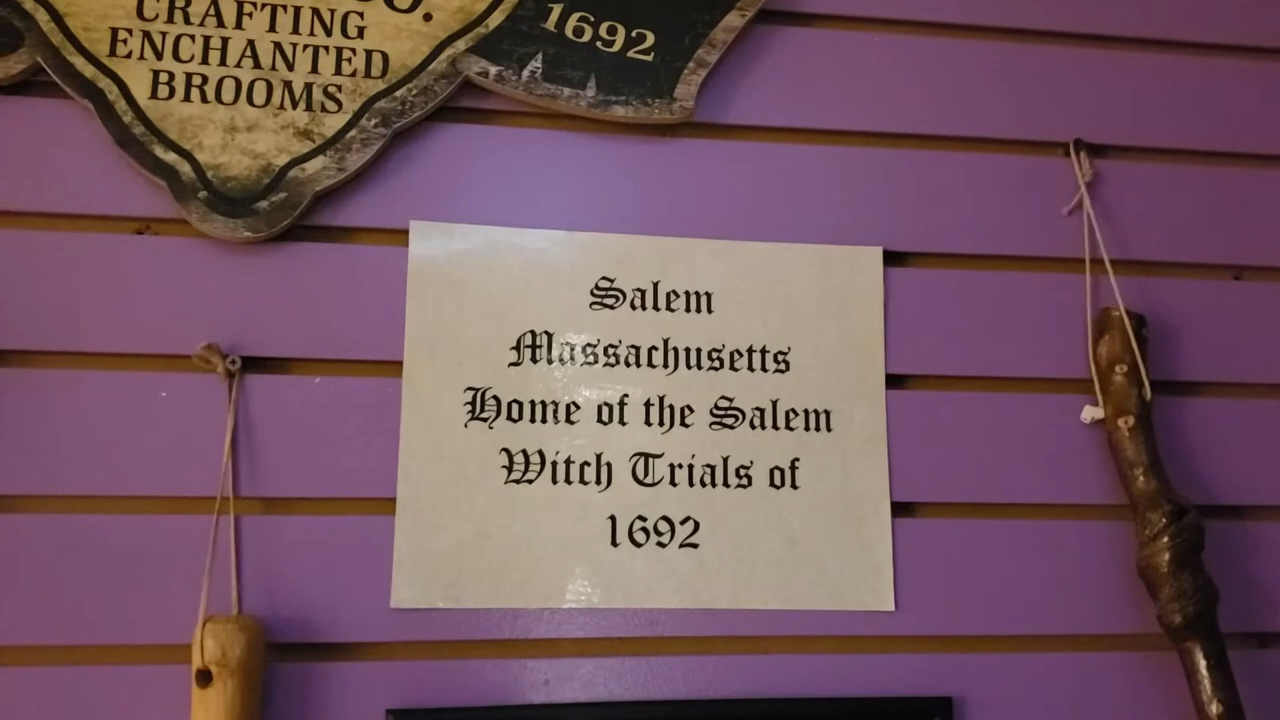 CRAFTING
ENCHANTED
BROOMS
1692
Salem
Massachusetts
Home of the Salem
Witch Trials of
1692